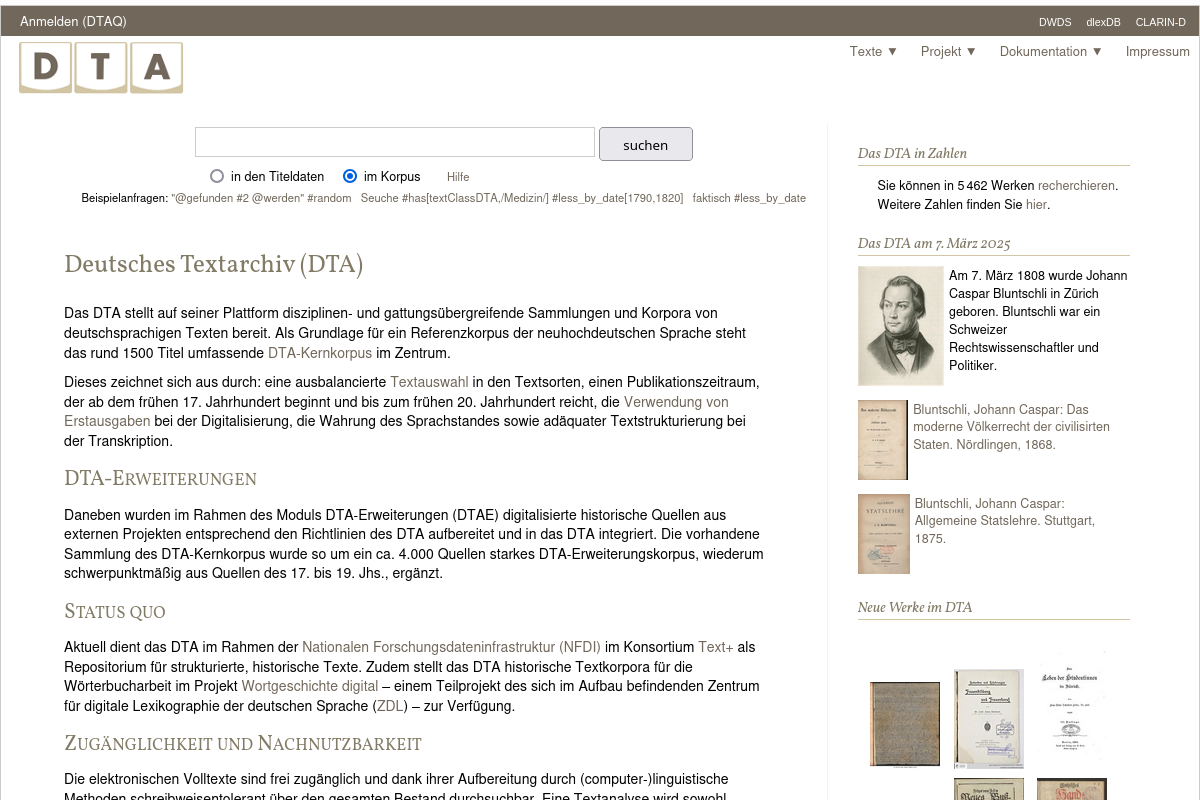 Anmelden (DTAQ)
DWDS dlexDB CLARIN-D
DTA
Texte ▼ Projekt ▼ Dokumentation ▼ Impressum
suchen
in den Titeldaten im Korpus Hilfe
Beispielanfragen: "@gefunden #2 @werden" #random Seuche #has[textClassDTA,/Medizin/] #less_by_date[1790,1820] faktisch #less_by_date
Deutsches Textarchiv (DTA)
Das DTA stellt auf seiner Plattform disziplinen- und gattungsübergreifende Sammlungen und Korpora von
deutschsprachigen Texten bereit. Als Grundlage für ein Referenzkorpus der neuhochdeutschen Sprache steht
das rund 1500 Titel umfassende DTA-Kernkorpus im Zentrum.
Dieses zeichnet sich aus durch: eine ausbalancierte Textauswahl in den Textsorten, einen Publikationszeitraum,
der ab dem frühen 17. Jahrhundert beginnt und bis zum frühen 20. Jahrhundert reicht, die Verwendung von
Erstausgaben bei der Digitalisierung, die Wahrung des Sprachstandes sowie adäquater Textstrukturierung bei
der Transkription.
DTA-Erweiterungen
Daneben wurden im Rahmen des Moduls DTA-Erweiterungen (DTAE) digitalisierte historische Quellen aus
externen Projekten entsprechend den Richtlinien des DTA aufbereitet und in das DTA integriert. Die vorhandene
Sammlung des DTA-Kernkorpus wurde so um ein ca. 4.000 Quellen starkes DTA-Erweiterungskorpus, wiederum
schwerpunktmäßig aus Quellen des 17. bis 19. Jhs., ergänzt.
Status quo
Aktuell dient das DTA im Rahmen der Nationalen Forschungsdateninfrastruktur (NFDI) im Konsortium Text+ als
Repositorium für strukturierte, historische Texte. Zudem stellt das DTA historische Textkorpora für die
Wörterbucharbeit im Projekt Wortgeschichte digital – einem Teilprojekt des sich im Aufbau befindenden Zentrum
für digitale Lexikographie der deutschen Sprache (ZDL) – zur Verfügung.
Zugänglichkeit und Nachnutzbarkeit
Die elektronischen Volltexte sind frei zugänglich und dank ihrer Aufbereitung durch (computer-)linguistische
Methoden schreibweisentolerant über den gesamten Bestand durchsuchbar. Eine Textanalyse wird sowohl
Das DTA in Zahlen
Sie können in 5 462 Werken recherchieren.
Weitere Zahlen finden Sie hier.
Das DTA am 7. März 2025
Am 7. März 1808 wurde Johann
Caspar Bluntschli in Zürich
geboren. Bluntschli war ein
Schweizer
Rechtswissenschaftler und
Politiker.
Bluntschli, Johann Caspar: Das
moderne Völkerrecht der civilisirten
Staten. Nördlingen, 1868.
STATSLEHRE
Bluntschli, Johann Caspar:
Allgemeine Statslehre. Stuttgart,
1875.
Neue Werke im DTA